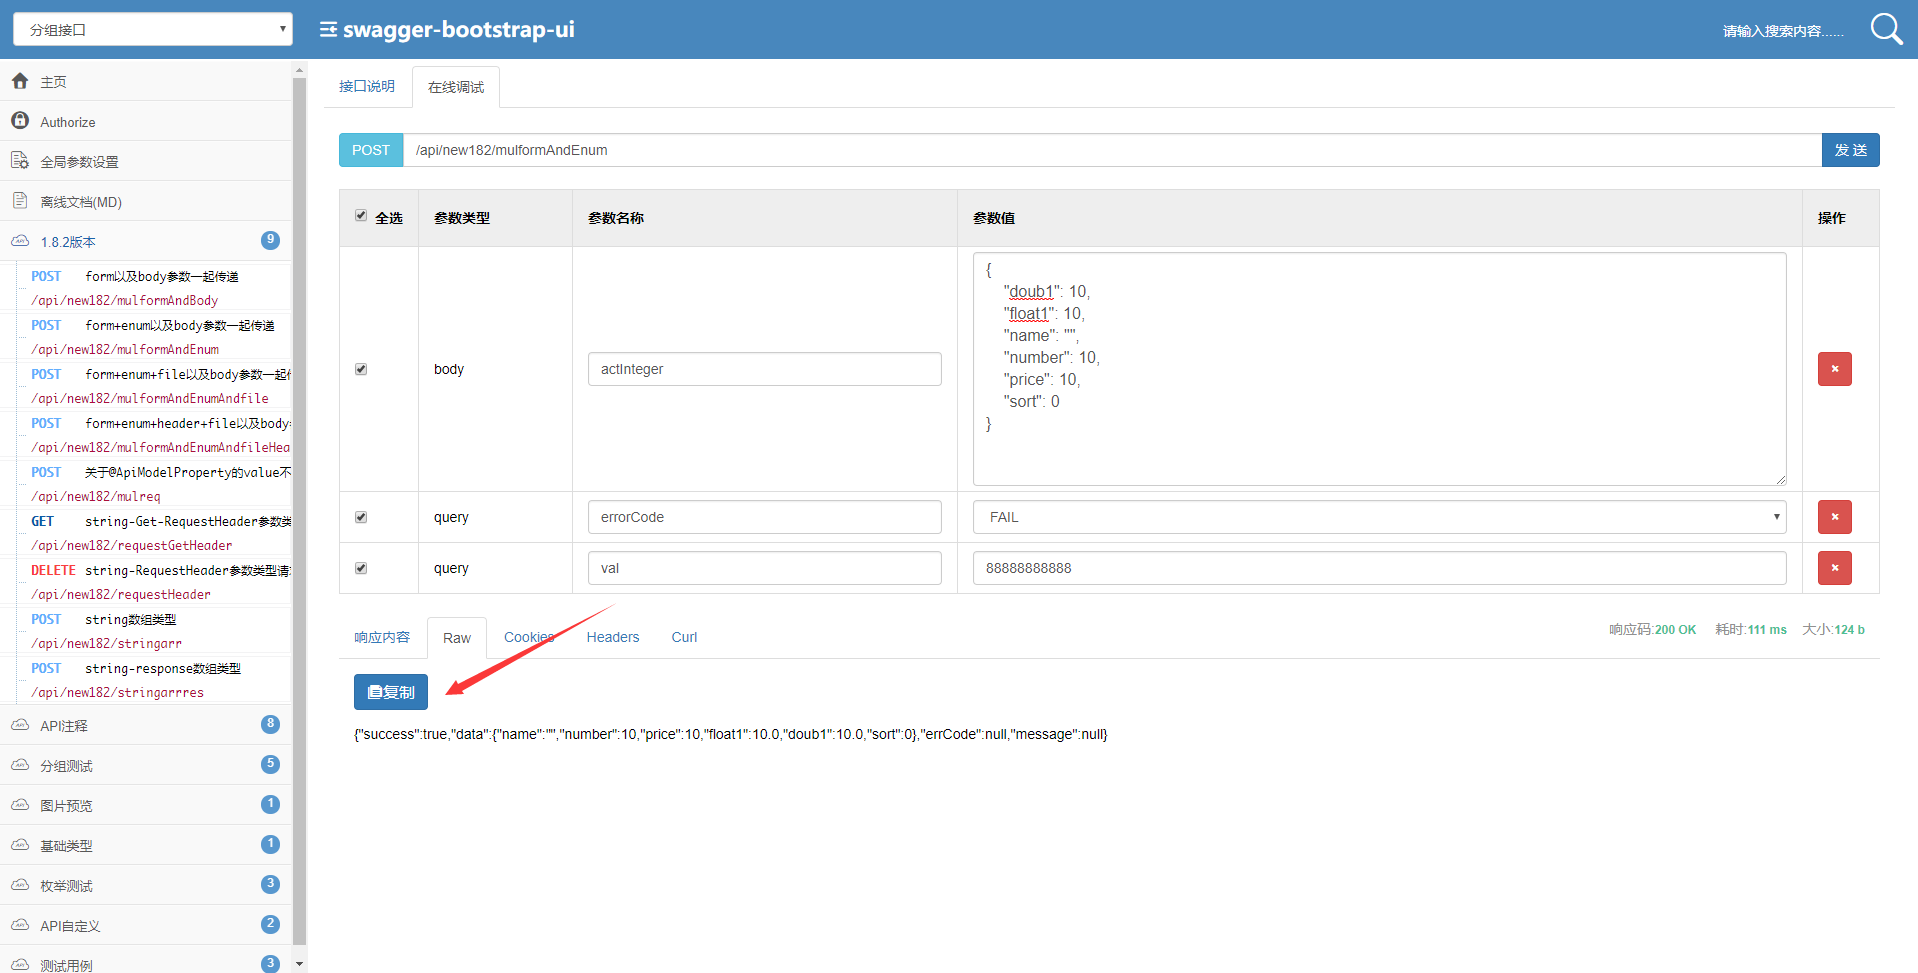 分组接口
swagger-bootstrap-ui
请输入搜索内容......
主页
Authorize
全局参数设置
离线文档(MD)
1.8.2版本 9
POST form以及body参数一起传递
/api/new182/mulformAndBody
POST form+enum以及body参数一起传递
/api/new182/mulformAndEnum
POST form+enum+file以及body参数一起
/api/new182/mulformAndEnumAndfile
POST form+enum+header+file以及body
/api/new182/mulformAndEnumAndfileHea
POST 关于@ApiModelProperty的value不
/api/new182/mulreq
GET string-Get-RequestHeader参数类
/api/new182/requestGetHeader
DELETE string-RequestHeader参数类型请
/api/new182/requestHeader
POST string数组类型
/api/new182/stringarr
POST string-response数组类型
/api/new182/stringarrres
API注释 8
分组测试 5
图片预览 1
基础类型 1
枚举测试 3
API自定义 2
测试用例 3
接口说明 在线调试
POST /api/new182/mulformAndEnum 发 送
全选 参数类型 参数名称 参数值 操作
body actInteger
{
"doub1": 10,
"float1": 10,
"name": "",
"number": 10,
"price": 10,
"sort": 0
}
query errorCode FAIL
query val 88888888888
响应内容 Raw Cookies Headers Curl
响应码:200 OK 耗时:111 ms 大小:124 b
复制
{"success":true,"data":{"name":"","number":10,"price":10,"float1":10.0,"doub1":10.0,"sort":0},"errCode":null,"message":null}